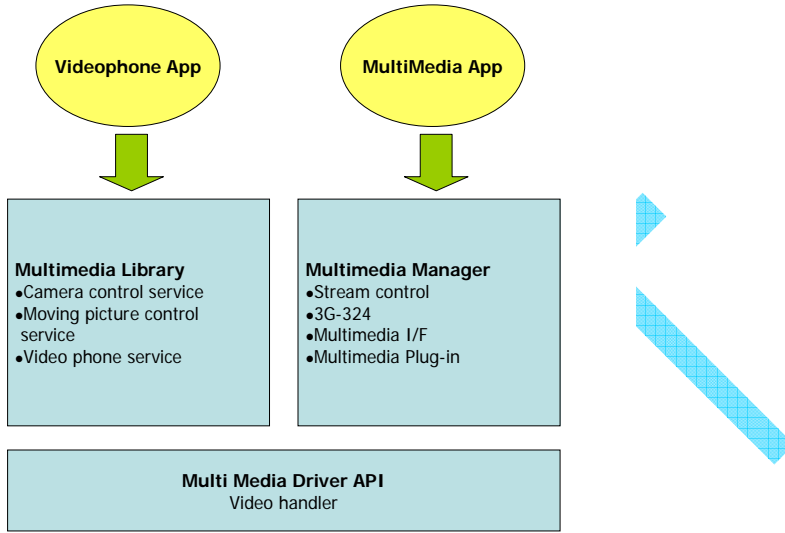 Videophone App
MultiMedia App
Multimedia Library
●Camera control service
●Moving picture control
service
●Video phone service
Multimedia Manager
●Stream control
●3G-324
●Multimedia I/F
●Multimedia Plug-in
Multi Media Driver API
Video handler